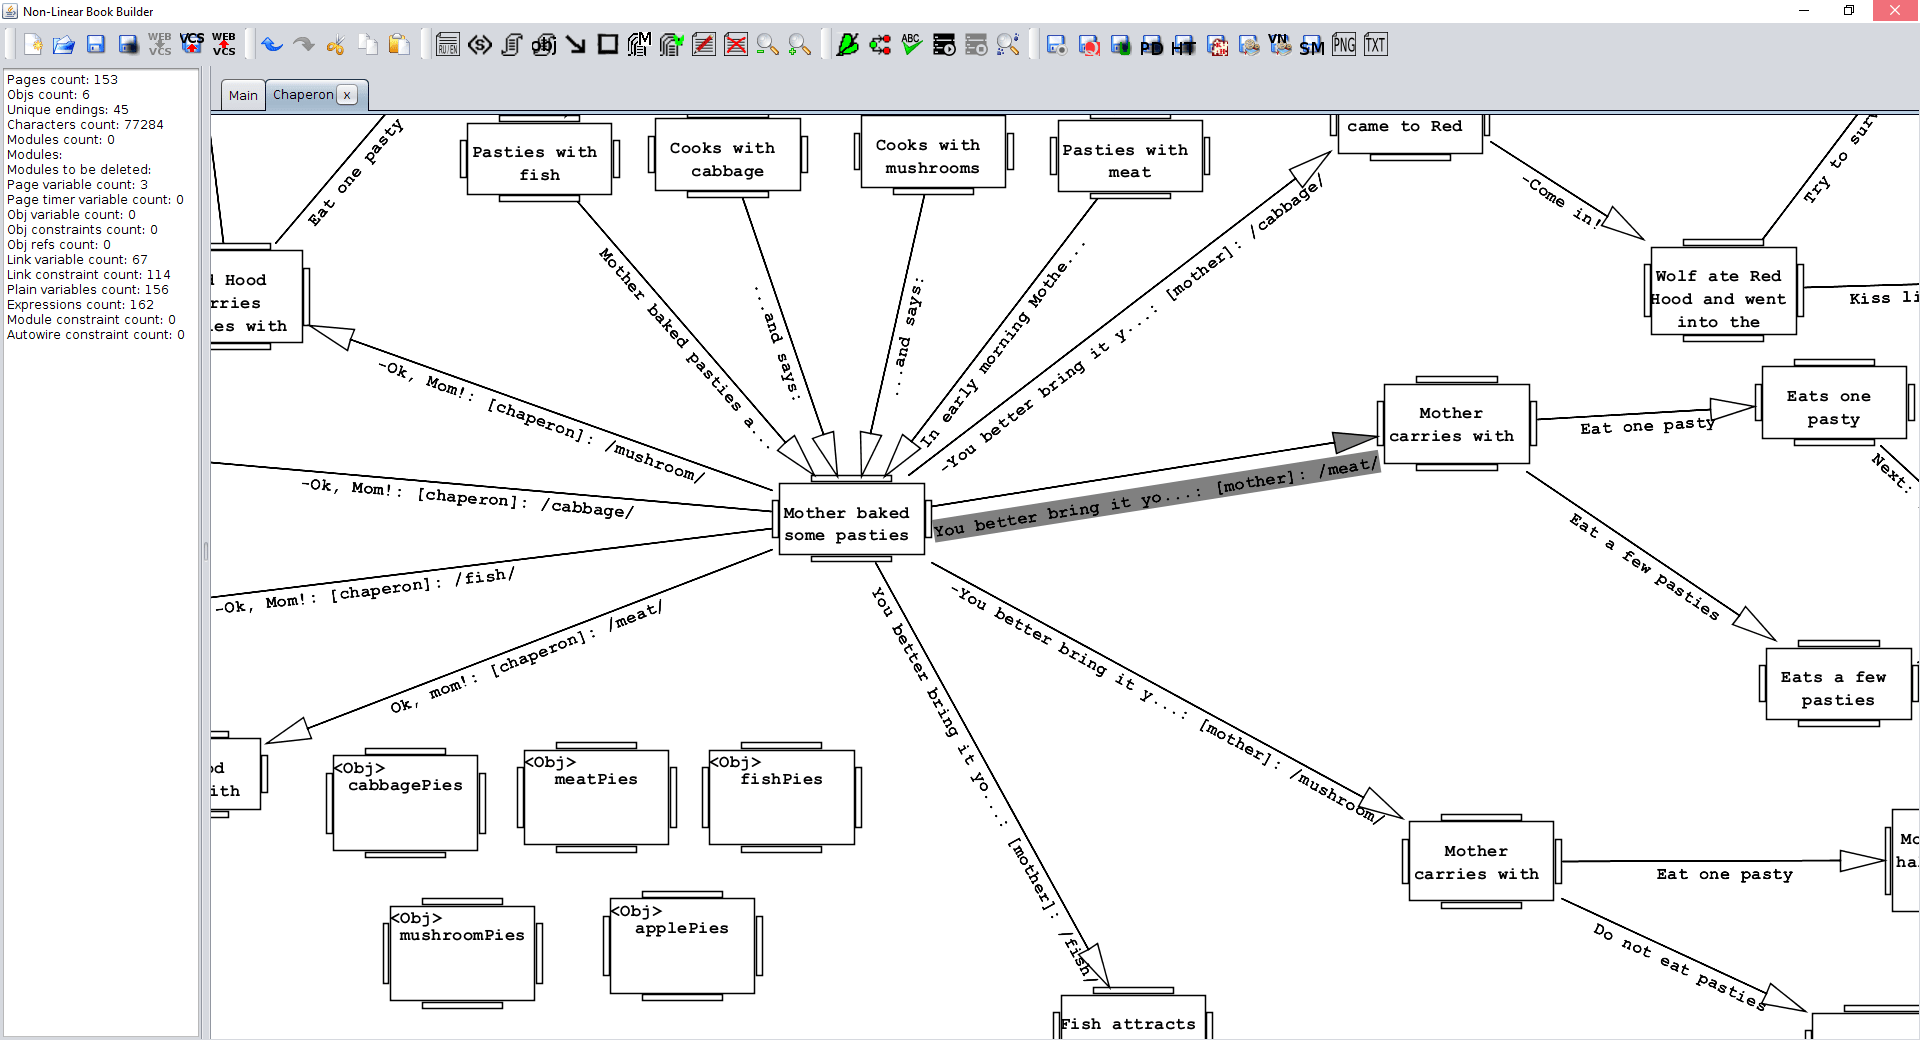 Non-Linear Book Builder
WEB VCS
VCS
WEB VCS
RU/EN
<S>
obj
M
ABC
PD
HT
VN
SM
PNG
TXT
Pages count: 153
Objs count: 6
Unique endings: 45
Characters count: 77284
Modules count: 0
Modules:
Modules to be deleted:
Page variable count: 3
Page timer variable count: 0
Obj variable count: 0
Obj constraints count: 0
Obj refs count: 0
Link variable count: 67
Link constraint count: 114
Plain variables count: 156
Expressions count: 162
Module constraint count: 0
Autowire constraint count: 0
Main
Chaperon x
Eat one pasty
Pasties with
fish
Cooks with
cabbage
Cooks with
mushrooms
Pasties with
meat
came to Red
-Come in!
Try to sur
Hood
rries
es with
Mother baked pasties a...
...and says:
...and says:
In early morning Mothe...
-You better bring it y...: [mother]: /cabbage/
Wolf ate Red
Hood and went
into the
Kiss li
-Ok, Mom!: [chaperon]: /mushroom/
Mother
carries with
Eat one pasty
Eats one
pasty
Next:
-Ok, Mom!: [chaperon]: /cabbage/
Mother baked
some pasties
You better bring it yo...: [mother]: /meat/
Eat a few pasties
-Ok, Mom!: [chaperon]: /fish/
Ok, mom!: [chaperon]: /meat/
You better bring it yo...: [mother]: /fish/
-You better bring it y...: [mother]: /mushroom/
Eats a few
pasties
od
ith
<Obj>
cabbagePies
<Obj>
meatPies
<Obj>
fishPies
Mother
carries with
Eat one pasty
Mo
ha
<Obj>
mushroomPies
<Obj>
applePies
Do not eat pasties
Fish attracts